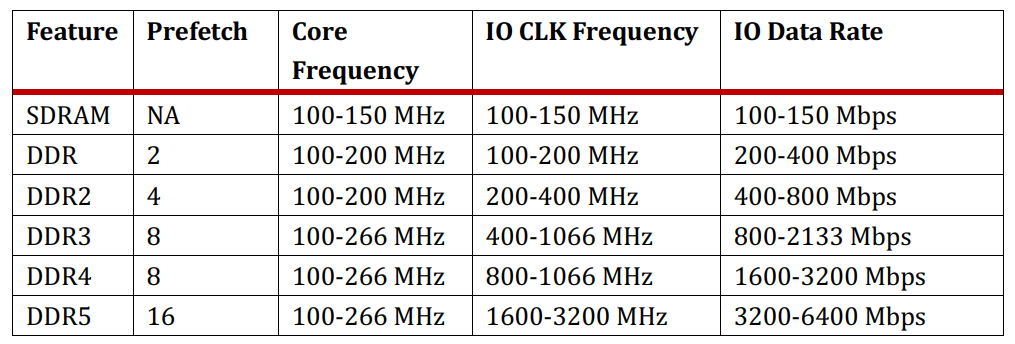 Feature Prefetch Core Frequency IO CLK Frequency IO Data Rate
SDRAM NA 100-150 MHz 100-150 MHz 100-150 Mbps
DDR 2 100-200 MHz 100-200 MHz 200-400 Mbps
DDR2 4 100-200 MHz 200-400 MHz 400-800 Mbps
DDR3 8 100-266 MHz 400-1066 MHz 800-2133 Mbps
DDR4 8 100-266 MHz 800-1066 MHz 1600-3200 Mbps
DDR5 16 100-266 MHz 1600-3200 MHz 3200-6400 Mbps